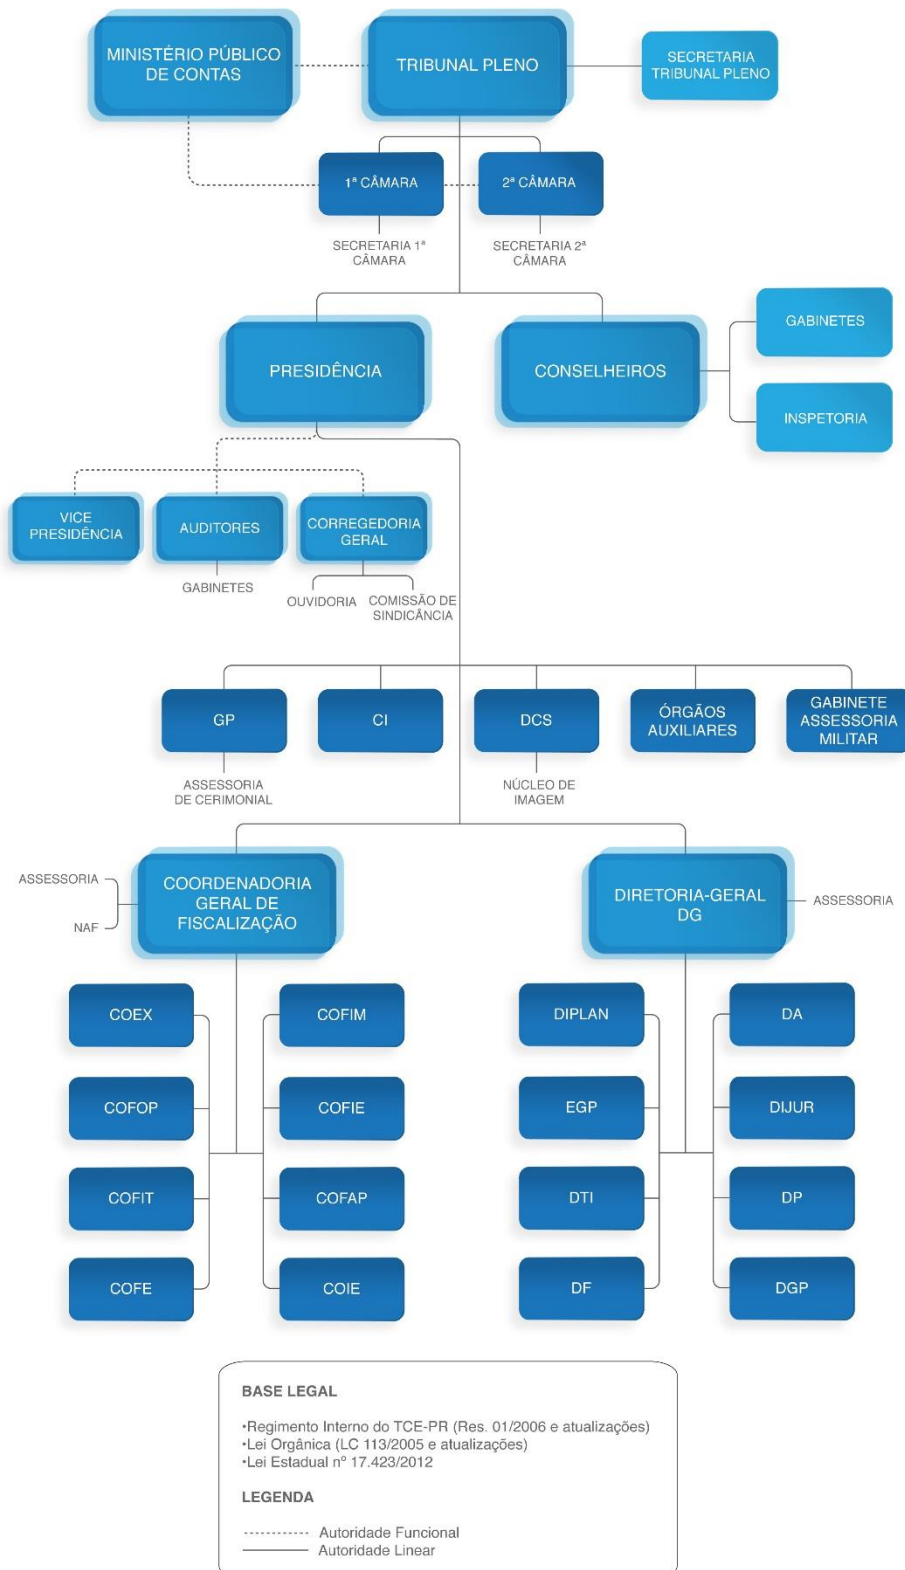 MINISTÉRIO PÚBLICO
DE CONTAS
TRIBUNAL PLENO
SECRETARIA
TRIBUNAL PLENO
1ª CÂMARA
2ª CÂMARA
SECRETARIA 1ª
CÂMARA
SECRETARIA 2ª
CÂMARA
PRESIDÊNCIA
CONSELHEIROS
GABINETES
INSPETORIA
VICE
PRESIDÊNCIA
AUDITORES
CORREGEDORIA
GERAL
GABINETES
OUVIDORIA
COMISSÃO DE
SINDICÂNCIA
GP
CI
DCS
ÓRGÃOS
AUXILIARES
GABINETE
ASSESSORIA
MILITAR
ASSESSORIA
DE CERIMONIAL
NÚCLEO DE
IMAGEM
ASSESSORIA
NAF
COORDENADORIA
GERAL DE
FISCALIZAÇÃO
DIRETORIA-GERAL
DG
ASSESSORIA
COEX
COFIM
DIPLAN
DA
COFOP
COFIE
EGP
DIJUR
COFIT
COFAP
DTI
DP
COFE
COIE
DF
DGP
BASE LEGAL
•Regimento Interno do TCE-PR (Res. 01/2006 e atualizações)
•Lei Orgânica (LC 113/2005 e atualizações)
•Lei Estadual nº 17.423/2012
LEGENDA
Autoridade Funcional
Autoridade Linear